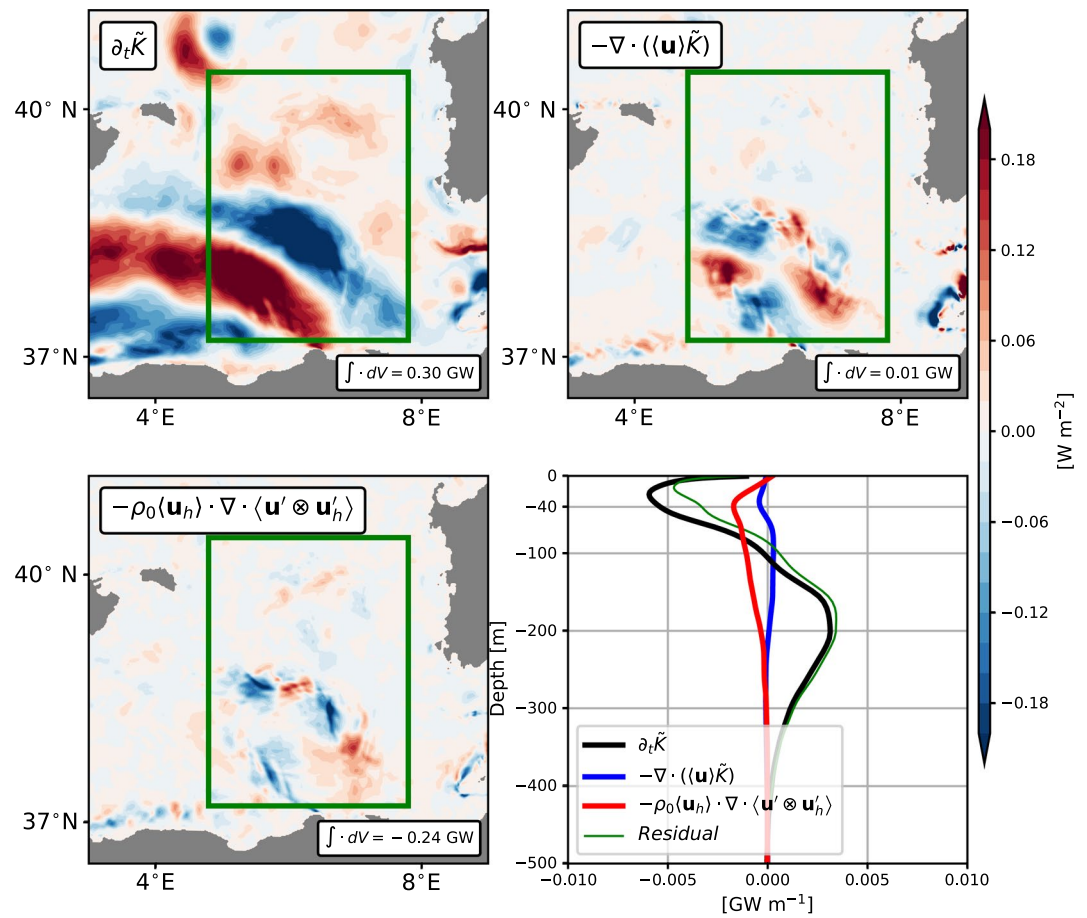 ∂ₜK̃
40° N
37°N
∫ · dV = 0.30 GW
4°E 8°E
−∇ · (⟨𝐮⟩K̃)
40° N
37°N
∫ · dV = 0.01 GW
4°E 8°E
0.18
0.12
0.06
0.00
−0.06
−0.12
−0.18
[W m⁻²]
−ρ₀⟨𝐮ₕ⟩ · ∇ · ⟨𝐮′ ⊗ 𝐮′ₕ⟩
40° N
37°N
∫ · dV = − 0.24 GW
4°E 8°E
0
−40
−100
−200
−300
−400
−500
Depth [m]
∂ₜK̃
−∇ · (⟨𝐮⟩K̃)
−ρ₀⟨𝐮ₕ⟩ · ∇ · ⟨𝐮′ ⊗ 𝐮′ₕ⟩
Residual
−0.010 −0.005 0.000 0.005 0.010
[GW m⁻¹]